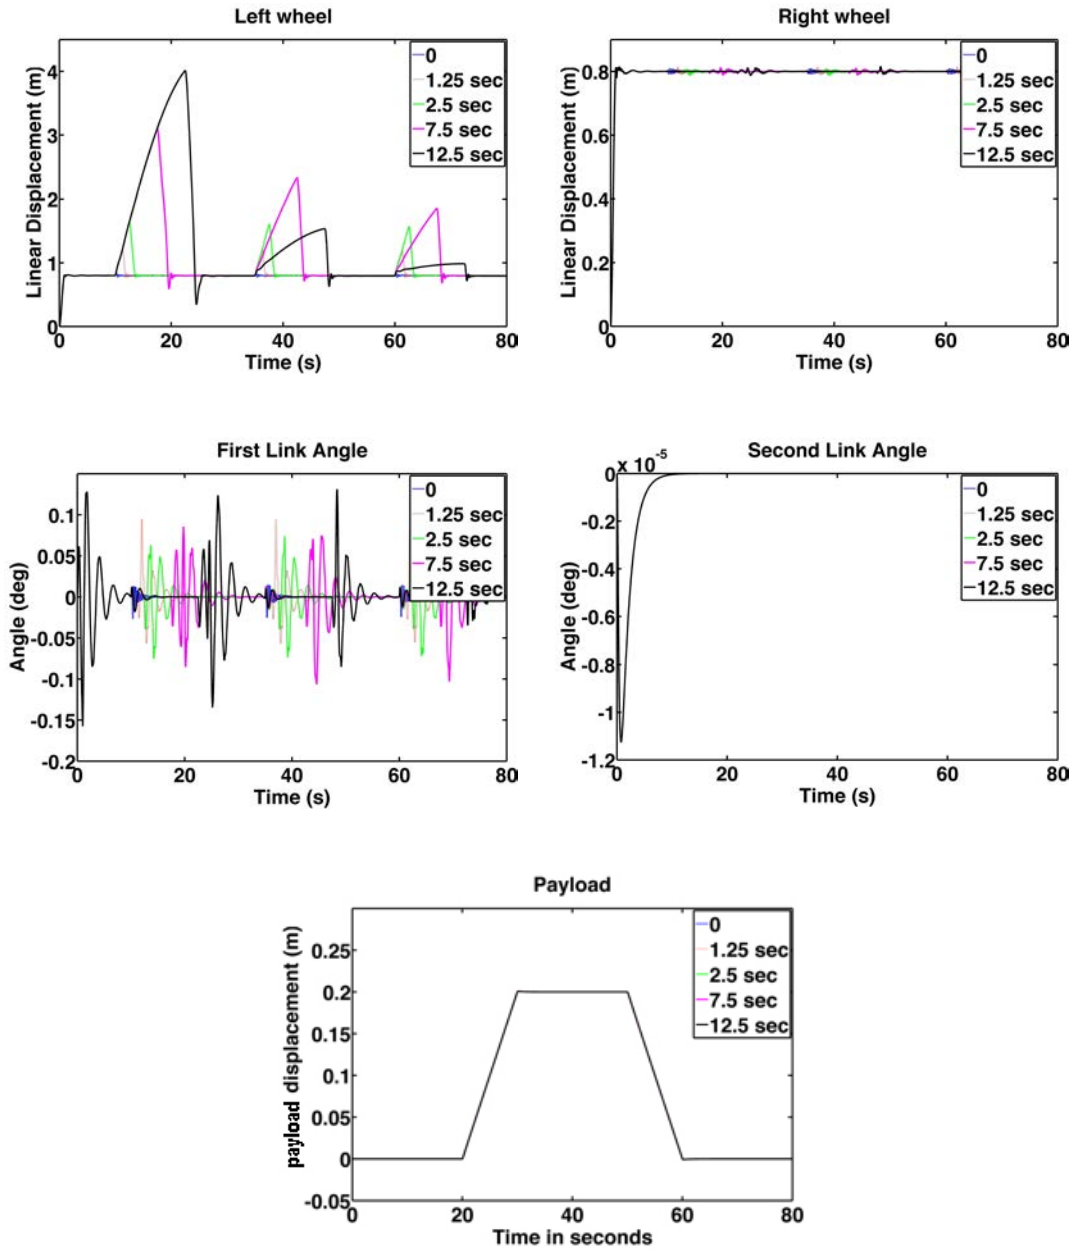 Left wheel
Linear Displacement (m)
4
3
2
1
0
0 20 40 60 80
Time (s)
0
1.25 sec
2.5 sec
7.5 sec
12.5 sec
Right wheel
Linear Displacement (m)
0.8
0.6
0.4
0.2
0
0 20 40 60 80
Time (s)
0
1.25 sec
2.5 sec
7.5 sec
12.5 sec
First Link Angle
Angle (deg)
0.1
0.05
0
-0.05
-0.1
-0.15
-0.2
0 20 40 60 80
Time (s)
0
1.25 sec
2.5 sec
7.5 sec
12.5 sec
Second Link Angle
x 10-5
Angle (deg)
0
-0.2
-0.4
-0.6
-0.8
-1
-1.2
0 20 40 60 80
Time (s)
0
1.25 sec
2.5 sec
7.5 sec
12.5 sec
Payload
payload displacement (m)
0.25
0.2
0.15
0.1
0.05
0
-0.05
0 20 40 60 80
Time in seconds
0
1.25 sec
2.5 sec
7.5 sec
12.5 sec